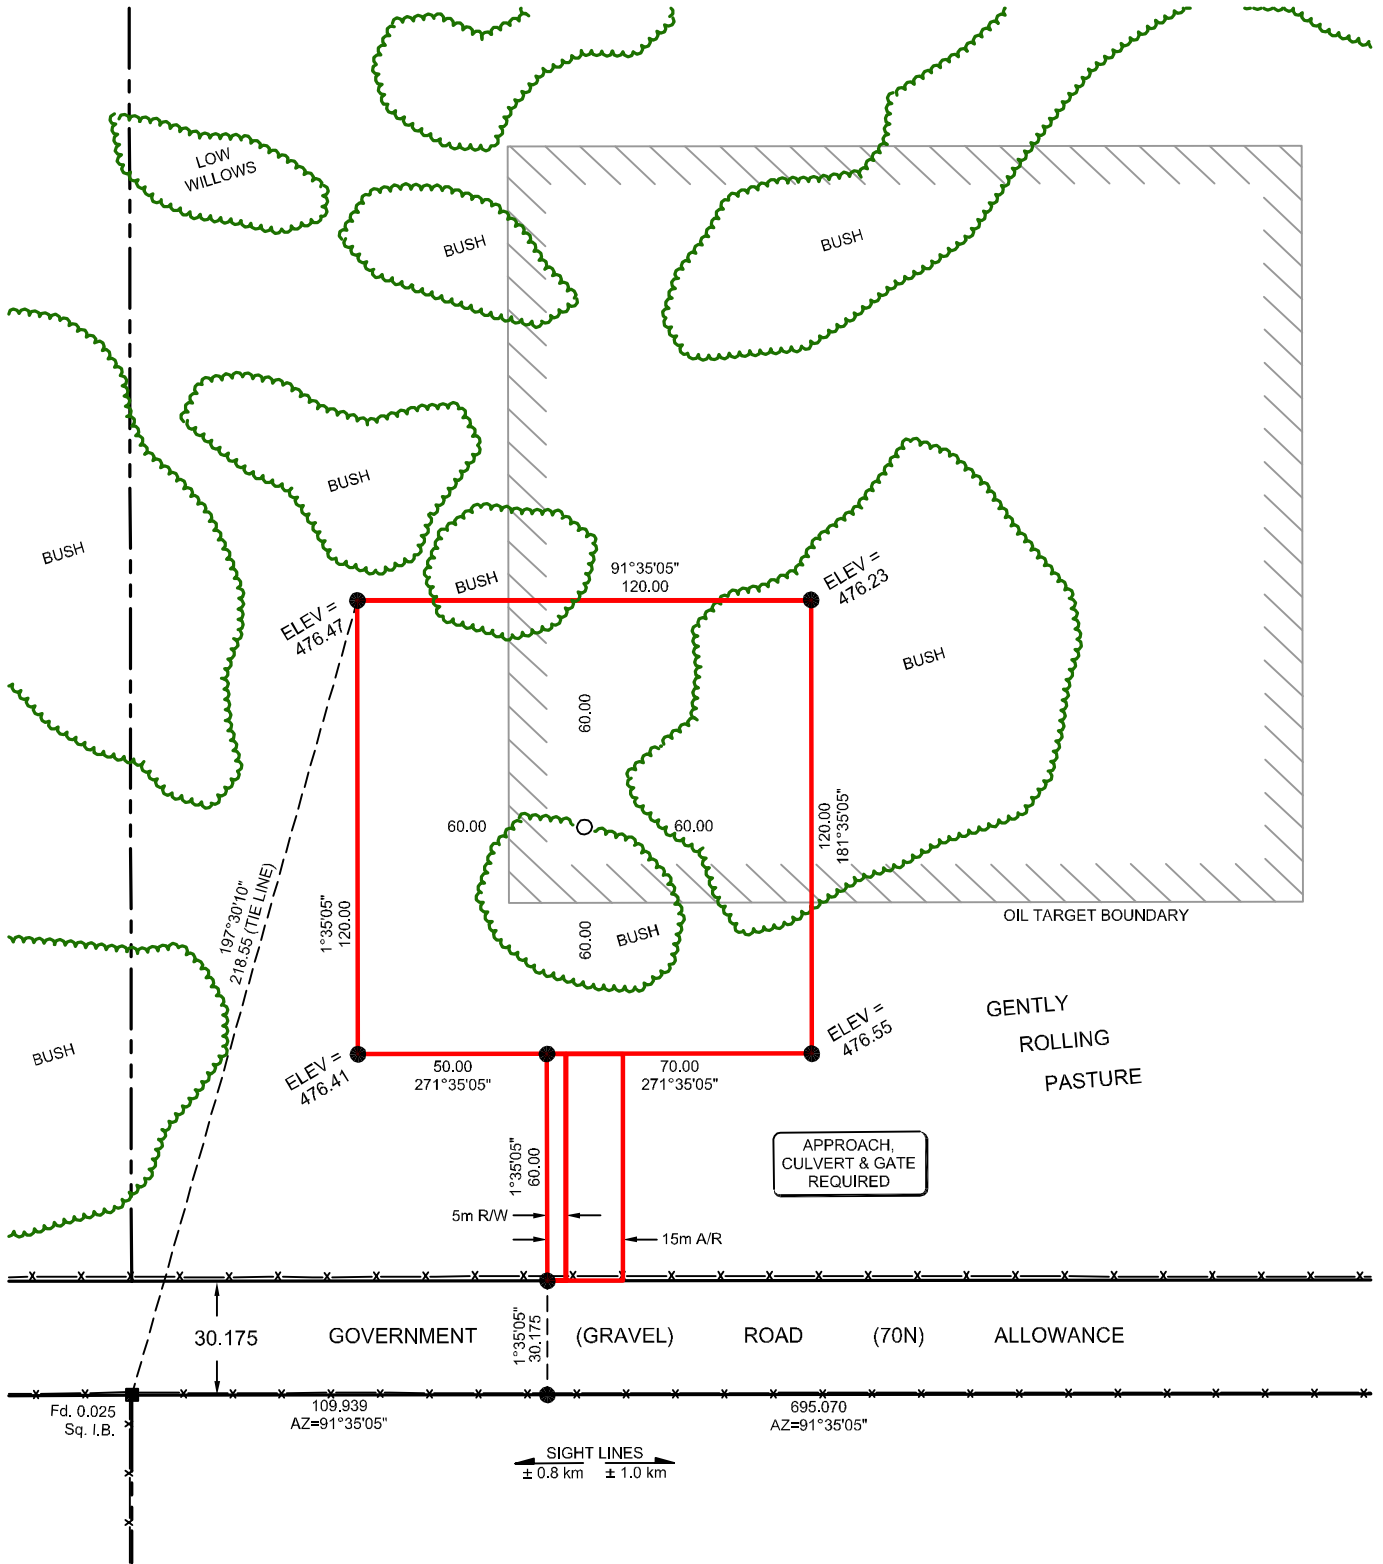 LOW
WILLOWS
BUSH
BUSH
BUSH
BUSH
BUSH
91°35'05"
120.00
ELEV =
476.23
ELEV =
476.47
BUSH
60.00
60.00
60.00
120.00
181°35'05"
OIL TARGET BOUNDARY
197°30'10"
218.55 (TIE LINE)
1°35'05"
120.00
60.00
BUSH
GENTLY
ROLLING
PASTURE
BUSH
ELEV =
476.41
ELEV =
476.55
50.00
271°35'05"
70.00
271°35'05"
1°35'05"
60.00
APPROACH,
CULVERT & GATE
REQUIRED
5m R/W
15m A/R
30.175
GOVERNMENT (GRAVEL) ROAD (70N) ALLOWANCE
1°35'05"
30.175
Fd. 0.025
Sq. I.B.
109.939
AZ=91°35'05"
695.070
AZ=91°35'05"
SIGHT LINES
± 0.8 km ± 1.0 km